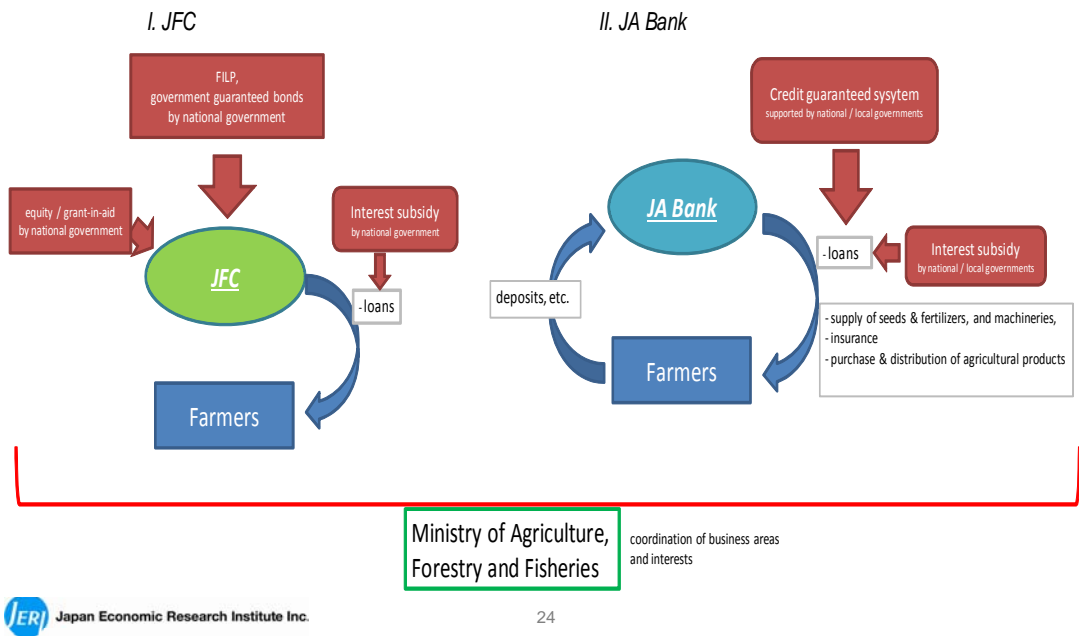 I. JFC
II. JA Bank
FILP,
government guaranteed bonds
by national government
Credit guaranteed sysytem
supported by national / local governments
equity / grant-in-aid
by national government
Interest subsidy
by national government
JA Bank
JFC
- loans
- loans
Interest subsidy
by national / local governments
deposits, etc.
- supply of seeds & fertilizers, and machineries,
- insurance
- purchase & distribution of agricultural products
Farmers
Farmers
Ministry of Agriculture,
Forestry and Fisheries
coordination of business areas
and interests
JERI Japan Economic Research Institute Inc.
24